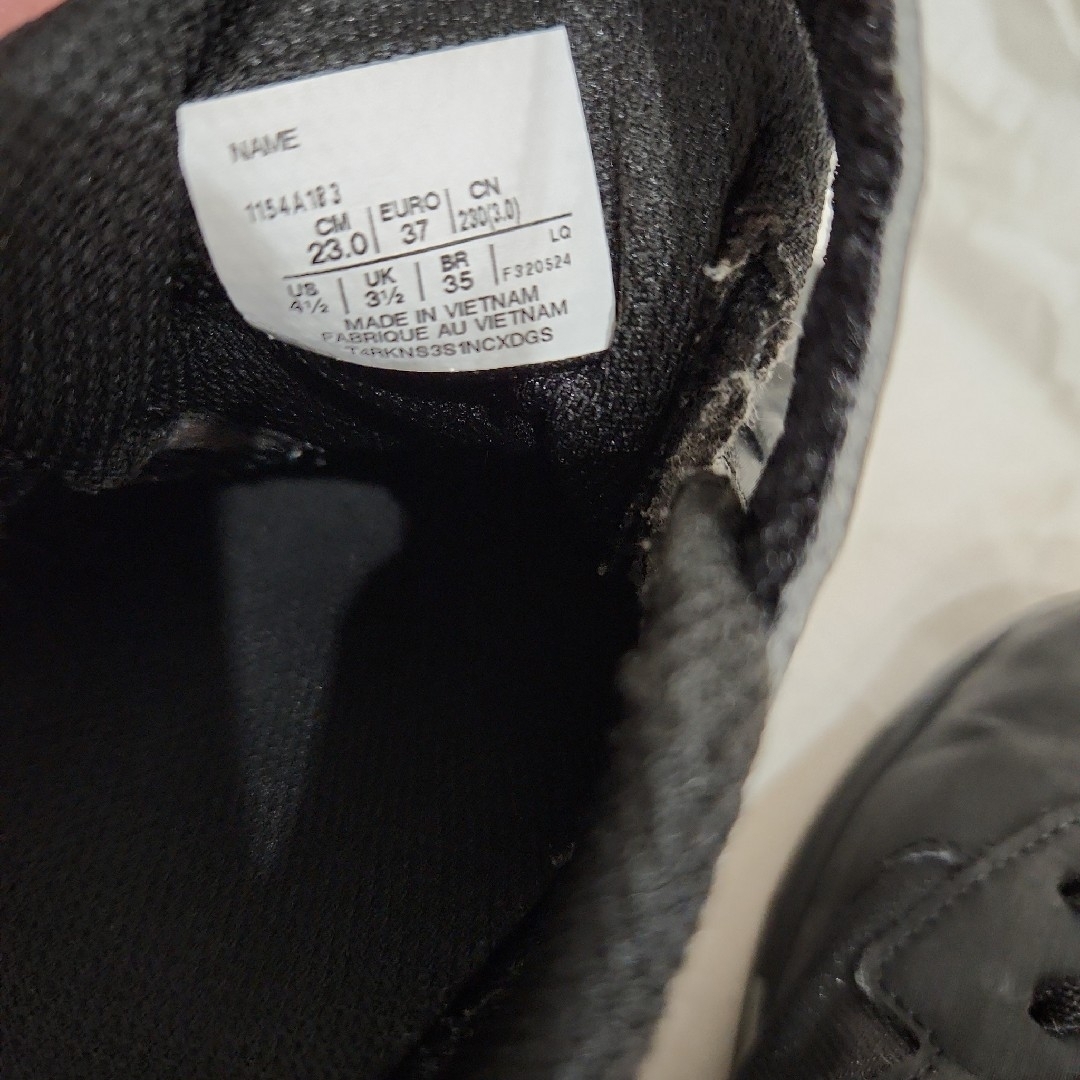 NAME
1154A183
CM EURO CN
23.0 37 230(3.0)
LQ
US UK BR
4½ 3½ 35 F320524
MADE IN VIETNAM
FABRIQUE AU VIETNAM